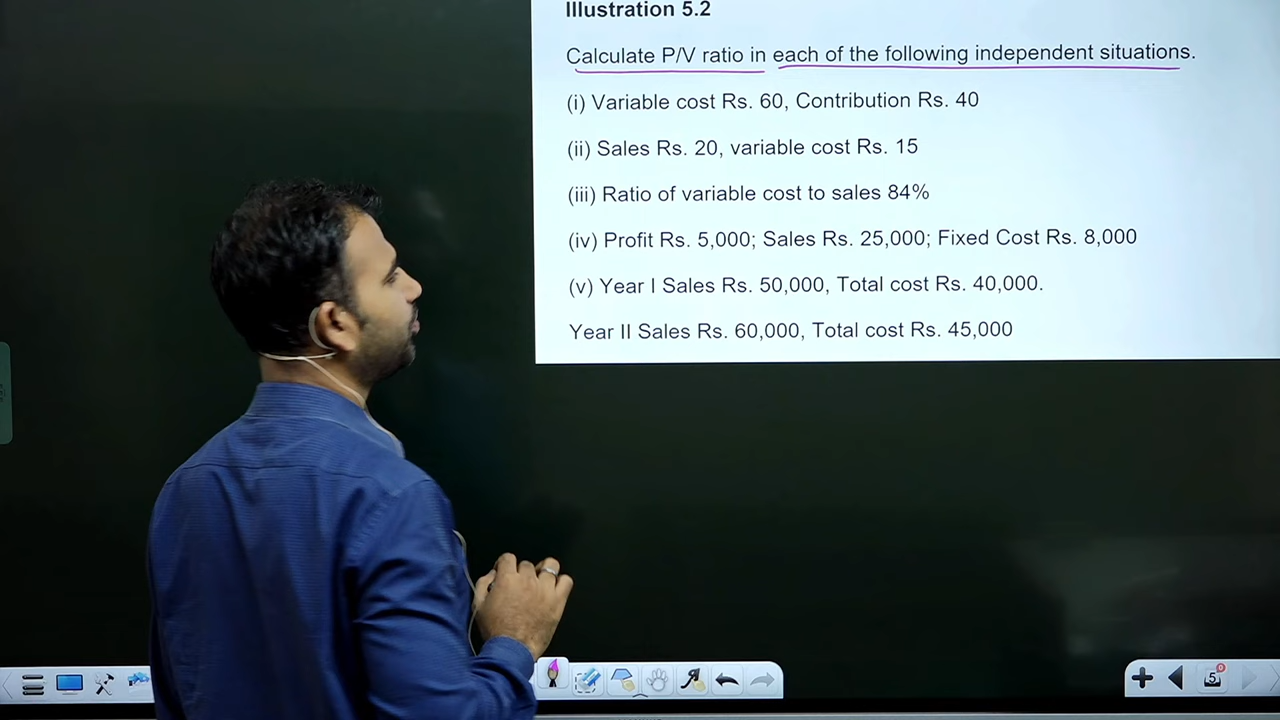 Illustration 5.2
Calculate P/V ratio in each of the following independent situations.
(i) Variable cost Rs. 60, Contribution Rs. 40
(ii) Sales Rs. 20, variable cost Rs. 15
(iii) Ratio of variable cost to sales 84%
(iv) Profit Rs. 5,000; Sales Rs. 25,000; Fixed Cost Rs. 8,000
(v) Year I Sales Rs. 50,000, Total cost Rs. 40,000.
Year II Sales Rs. 60,000, Total cost Rs. 45,000
5